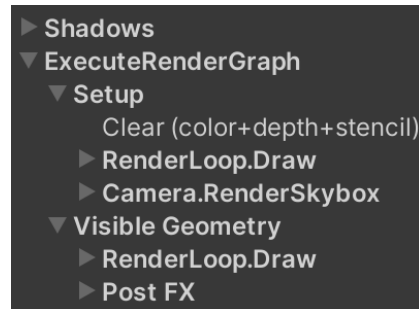 Shadows
ExecuteRenderGraph
Setup
Clear (color+depth+stencil)
RenderLoop.Draw
Camera.RenderSkybox
Visible Geometry
RenderLoop.Draw
Post FX